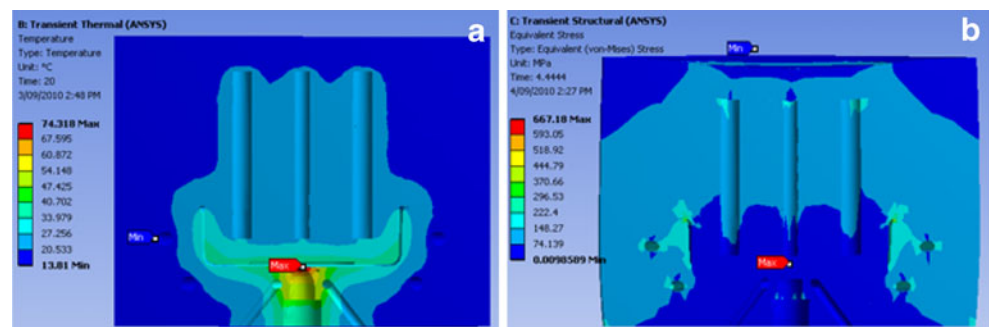 B: Transient Thermal (ANSYS)
Temperature
Type: Temperature
Unit: °C
Time: 20
3/09/2010 2:48 PM
74.318 Max
67.595
60.872
54.148
47.425
40.702
33.979
27.256
20.533
13.81 Min
Min
Max
a
C: Transient Structural (ANSYS)
Equivalent Stress
Type: Equivalent (von-Mises) Stress
Unit: MPa
Time: 4.4444
4/09/2010 2:27 PM
667.18 Max
593.05
518.92
444.79
370.66
296.53
222.4
148.27
74.139
0.0098509 Min
Min
Max
b